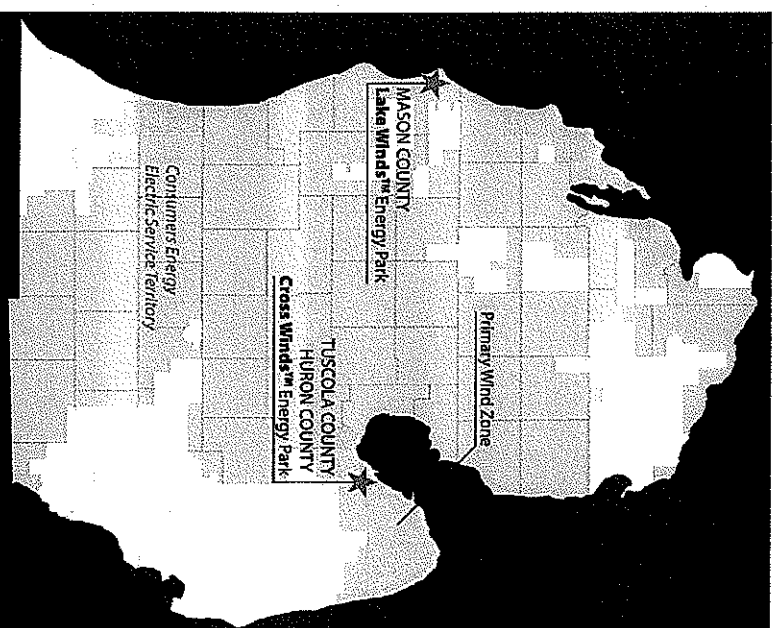 Primary Wind Zone
MASON COUNTY
Lake Winds™ Energy Park
TUSCOLA COUNTY
HURON COUNTY
Cross Winds™ Energy Park
Consumers Energy
Electric Service Territory